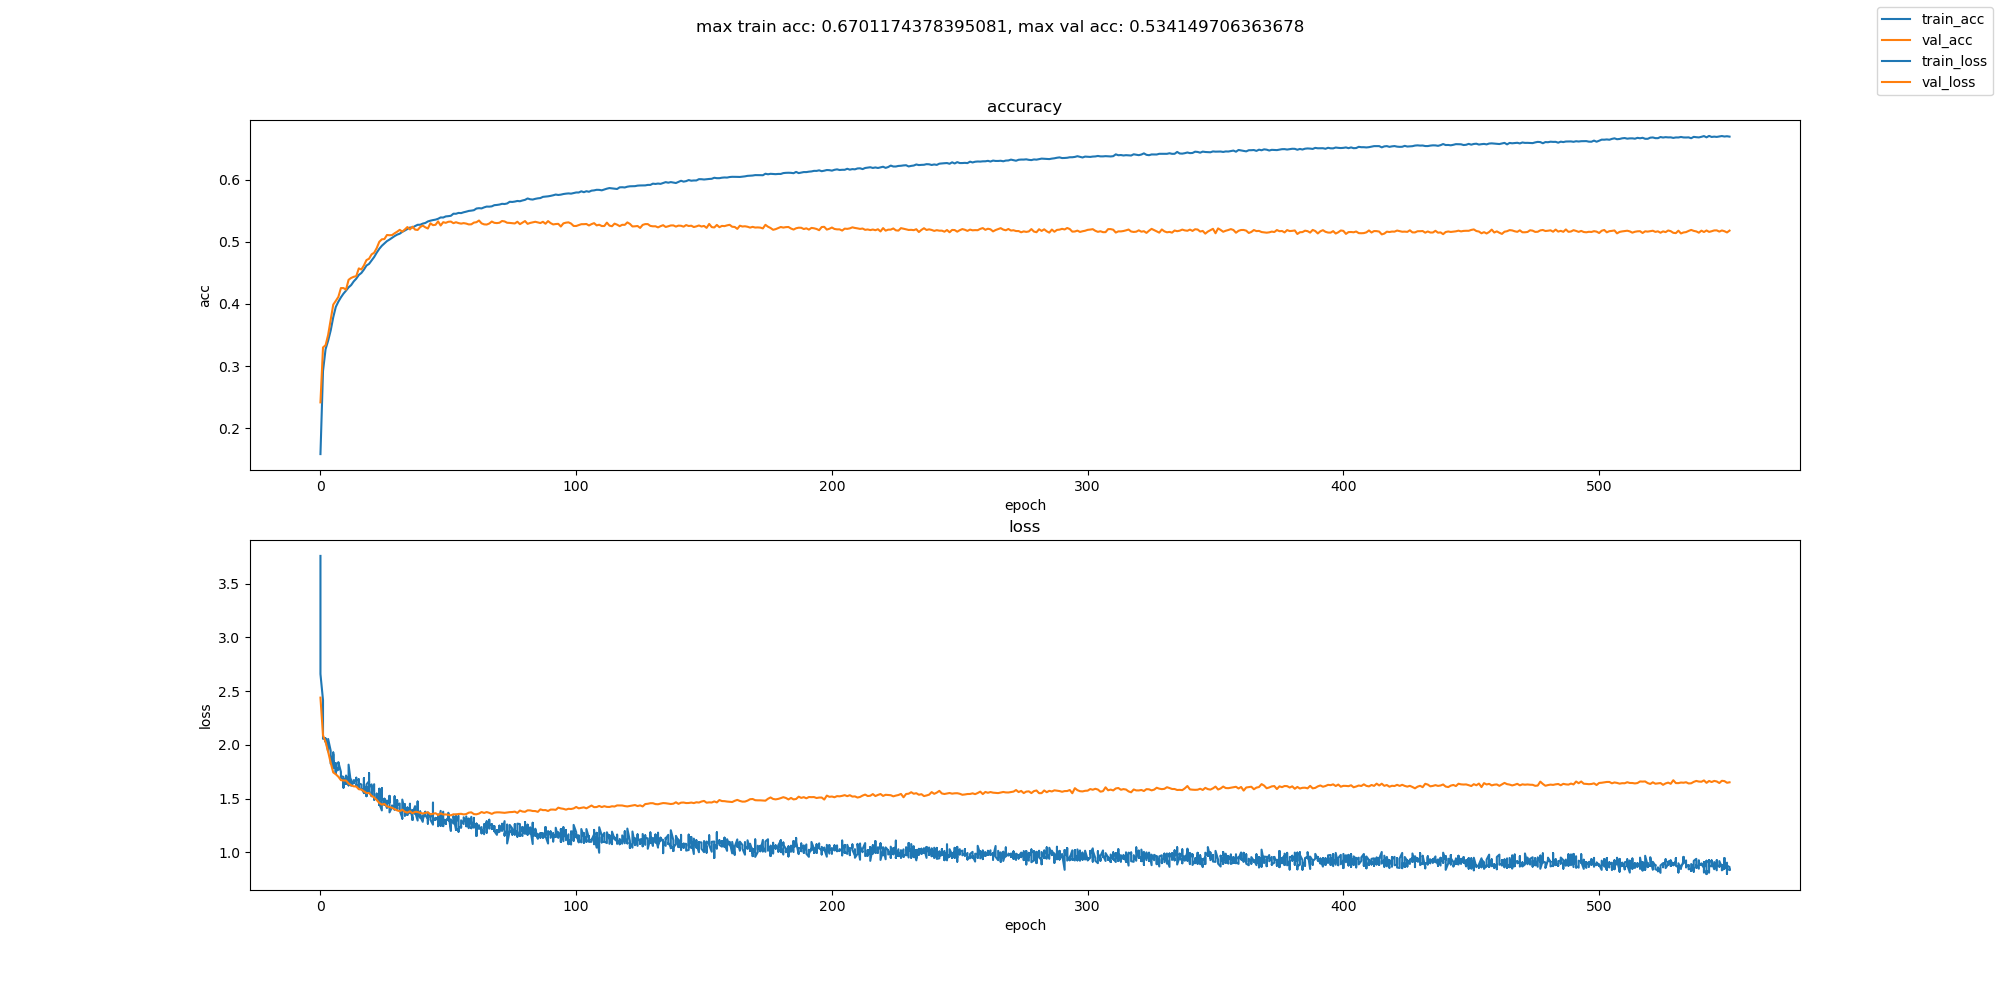 max train acc: 0.6701174378395081, max val acc: 0.534149706363678
train_acc
val_acc
train_loss
val_loss
accuracy
0.6
0.5
0.4
0.3
0.2
acc
0
100
200
300
400
500
epoch
loss
3.5
3.0
2.5
2.0
1.5
1.0
loss
0
100
200
300
400
500
epoch